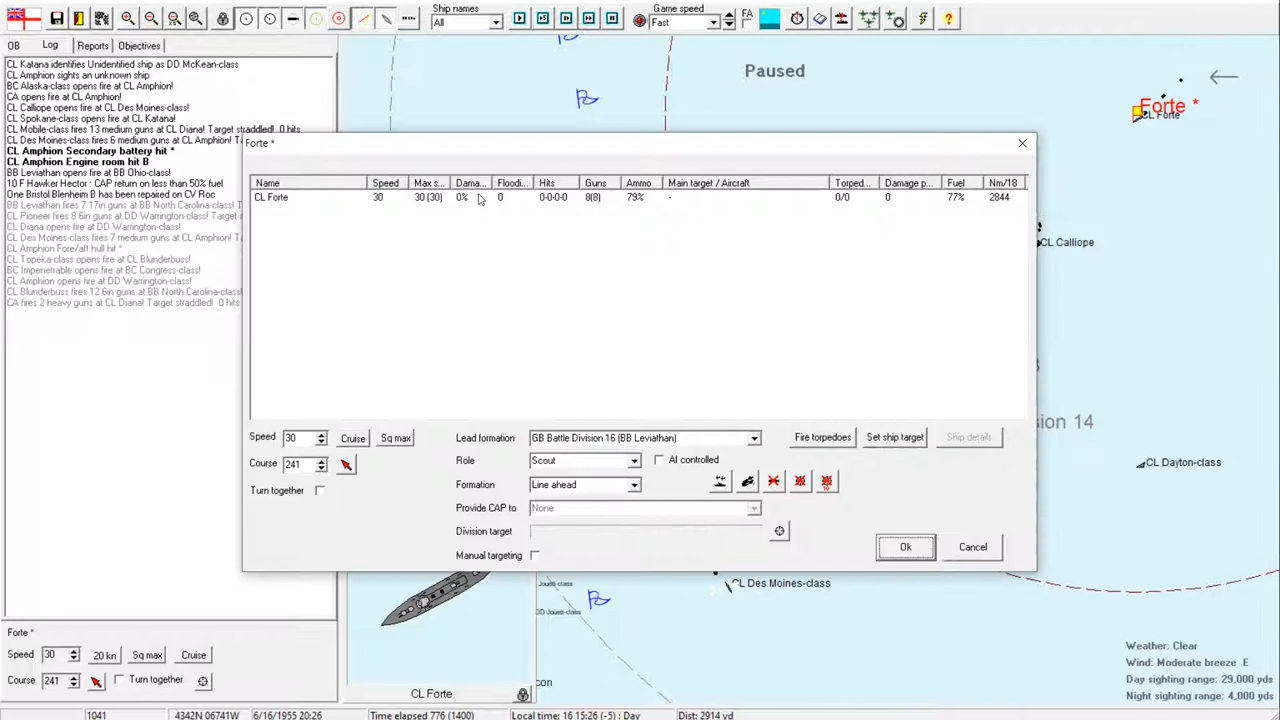 Ship names
All
Game speed
Fast
FA
OB
Log
Reports
Objectives
CL Katana identifies Unidentified ship as DD McKean-class
CL Amphion sights an unknown ship
BC Alaska-class opens fire at CL Amphion!
CA opens fire at CL Amphion!
CL Calliope opens fire at CL Des Moines-class!
CL Spokane-class opens fire at CL Katana!
CL Mobile-class fires 13 medium guns at CL Diana! Target straddled! 0 hits
CL Des Moines-class fires 6 medium guns at CL Amphion! Ta
CL Amphion Secondary battery hit *
CL Amphion Engine room hit B
BB Leviathan opens fire at BB Ohio-class!
10 F Hawker Hector : CAP return on less than 50% fuel
One Bristol Blenheim B has been repaired on CV Roc
BB Leviathan fires 7 17in guns at BB North Carolina-class! T
CL Pioneer fires 8 6in guns at DD Warrington-class! Target
CL Diana opens fire at DD Warrington-class!
CL Des Moines-class fires 7 medium guns at CL Amphion! Ta
CL Amphion Fore/aft hull hit *
CL Topeka-class opens fire at CL Blunderbuss!
BC Impenetrable opens fire at BC Congress-class!
CL Amphion opens fire at DD Warrington-class!
CL Blunderbuss fires 12 6in guns at BB North Carolina-class!
CA fires 2 heavy guns at CL Diana! Target straddled! 0 hits
Paused
Forte *
CL Forte
CL Calliope
sion 14
CL Dayton-class
CL Des Moines-class
Forte *
Name
Speed
Max s...
Dama...
Floodi...
Hits
Guns
Ammo
Main target / Aircraft
Torped...
Damage p...
Fuel
Nm/18
CL Forte
30
30 (30)
0%
0
0-0-0-0
8(8)
79%
-
0/0
0
77%
2844
Speed
30
Cruise
Sq max
Lead formation
GB Battle Division 16 (BB Leviathan)
Fire torpedoes
Set ship target
Ship details
Course
241
Role
Scout
AI controlled
Turn together
Formation
Line ahead
10
Provide CAP to
None
Division target
Manual targeting
Ok
Cancel
Jouett-class
DD Jouett-class
con
CL Forte
Forte *
Speed
30
20 kn
Sq max
Cruise
Course
241
Turn together
Weather: Clear
Wind: Moderate breeze E
Day sighting range: 29,000 yds
Night sighting range: 4,000 yds
1041
4342N 06741W
6/16/1955 20:26
Time elapsed 776 (1400)
Local time: 16 15:26 (-5) : Day
Dist: 2914 yd